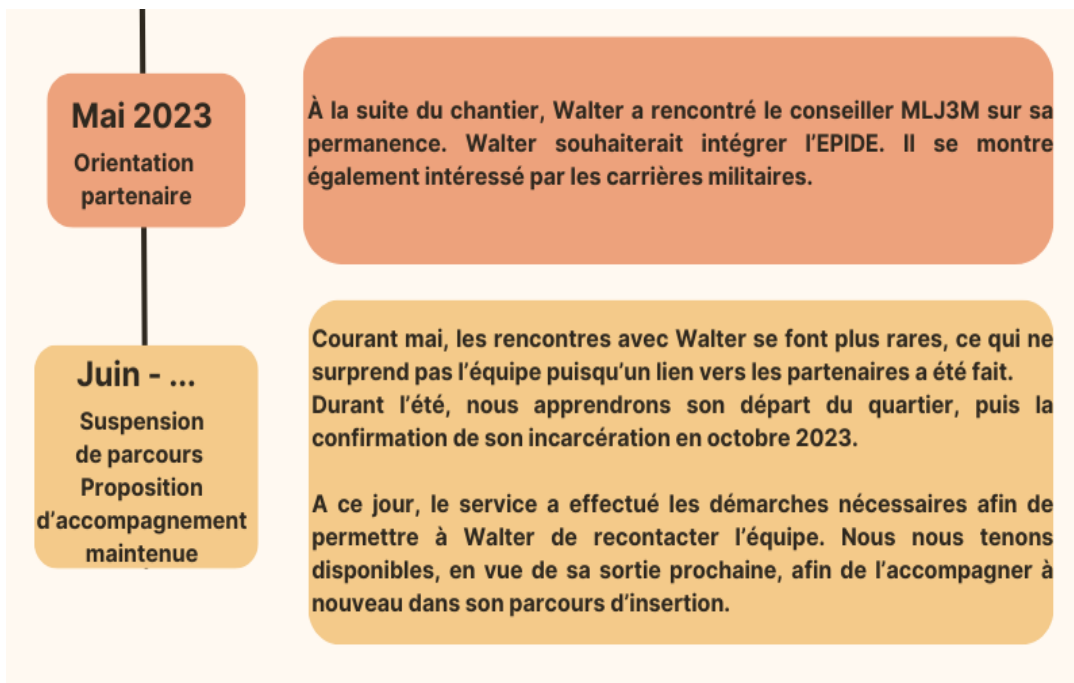 Mai 2023
Orientation
partenaire
À la suite du chantier, Walter a rencontré le conseiller MLJ3M sur sa
permanence. Walter souhaiterait intégrer l'EPIDE. Il se montre
également intéressé par les carrières militaires.
Juin - ...
Suspension
de parcours
Proposition
d'accompagnement
maintenue
Courant mai, les rencontres avec Walter se font plus rares, ce qui ne
surprend pas l'équipe puisqu'un lien vers les partenaires a été fait.
Durant l'été, nous apprendrons son départ du quartier, puis la
confirmation de son incarcération en octobre 2023.
A ce jour, le service a effectué les démarches nécessaires afin de
permettre à Walter de recontacter l'équipe. Nous nous tenons
disponibles, en vue de sa sortie prochaine, afin de l'accompagner à
nouveau dans son parcours d'insertion.